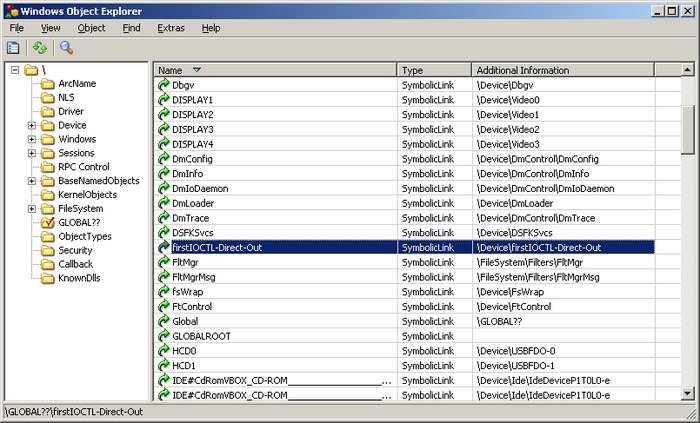 Windows Object Explorer
File View Object Find Extras Help
\
ArcName
NLS
Driver
Device
Windows
Sessions
RPC Control
BaseNamedObjects
KernelObjects
FileSystem
GLOBAL??
ObjectTypes
Security
Callback
KnownDlls
Name Type Additional Information
Dbgv SymbolicLink \Device\Dbgv
DISPLAY1 SymbolicLink \Device\Video0
DISPLAY2 SymbolicLink \Device\Video1
DISPLAY3 SymbolicLink \Device\Video2
DISPLAY4 SymbolicLink \Device\Video3
DmConfig SymbolicLink \Device\DmControl\DmConfig
DmInfo SymbolicLink \Device\DmControl\DmInfo
DmIoDaemon SymbolicLink \Device\DmControl\DmIoDaemon
DmLoader SymbolicLink \Device\DmLoader
DmTrace SymbolicLink \Device\DmControl\DmTrace
DSFKSvcs SymbolicLink \Device\DSFKSvcs
firstIOCTL-Direct-Out SymbolicLink \Device\firstIOCTL-Direct-Out
FltMgr SymbolicLink \FileSystem\Filters\FltMgr
FltMgrMsg SymbolicLink \FileSystem\Filters\FltMgrMsg
fsWrap SymbolicLink \Device\FsWrap
FtControl SymbolicLink \Device\FtControl
Global SymbolicLink \GLOBAL??
GLOBALROOT SymbolicLink
HCD0 SymbolicLink \Device\USBFDO-0
HCD1 SymbolicLink \Device\USBFDO-1
IDE#CdRomVBOX_CD-ROM____________________... SymbolicLink \Device\Ide\IdeDeviceP1T0L0-e
IDE#CdRomVBOX_CD-ROM____________________... SymbolicLink \Device\Ide\IdeDeviceP1T0L0-e
\GLOBAL??\firstIOCTL-Direct-Out